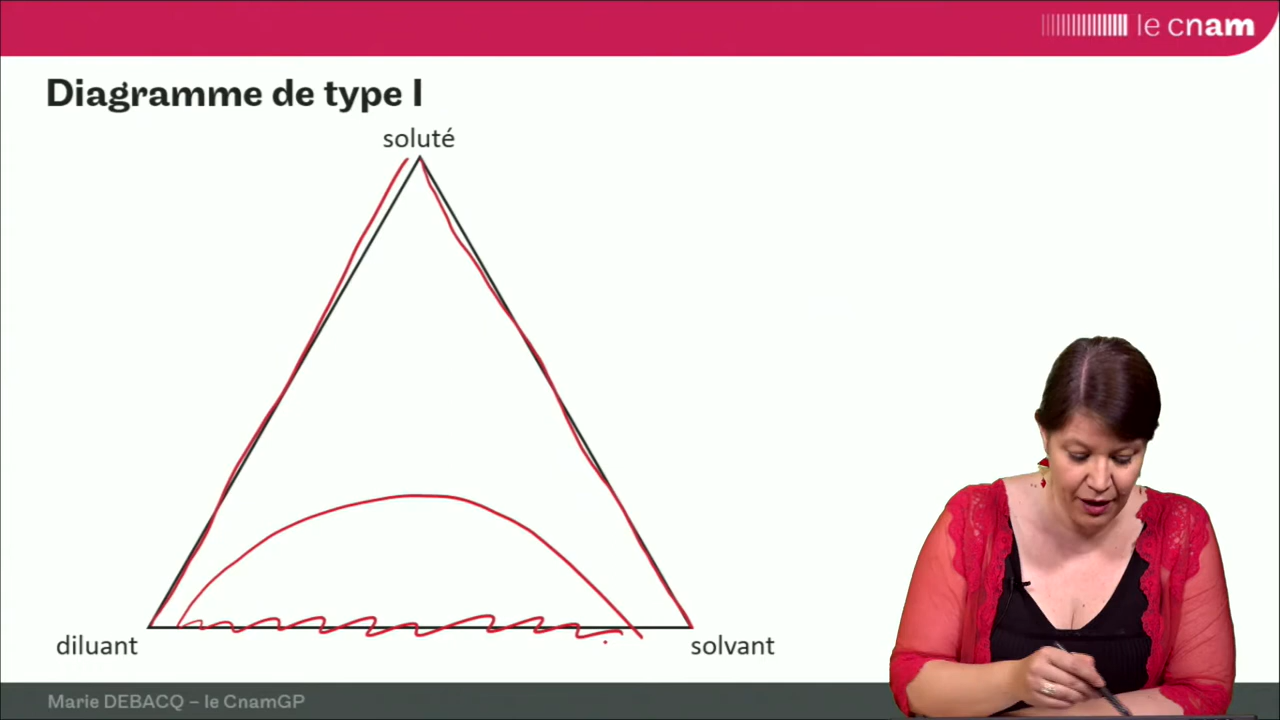 le cnam
Diagramme de type I
soluté
diluant
solvant
Marie DEBACQ – le CnamGP